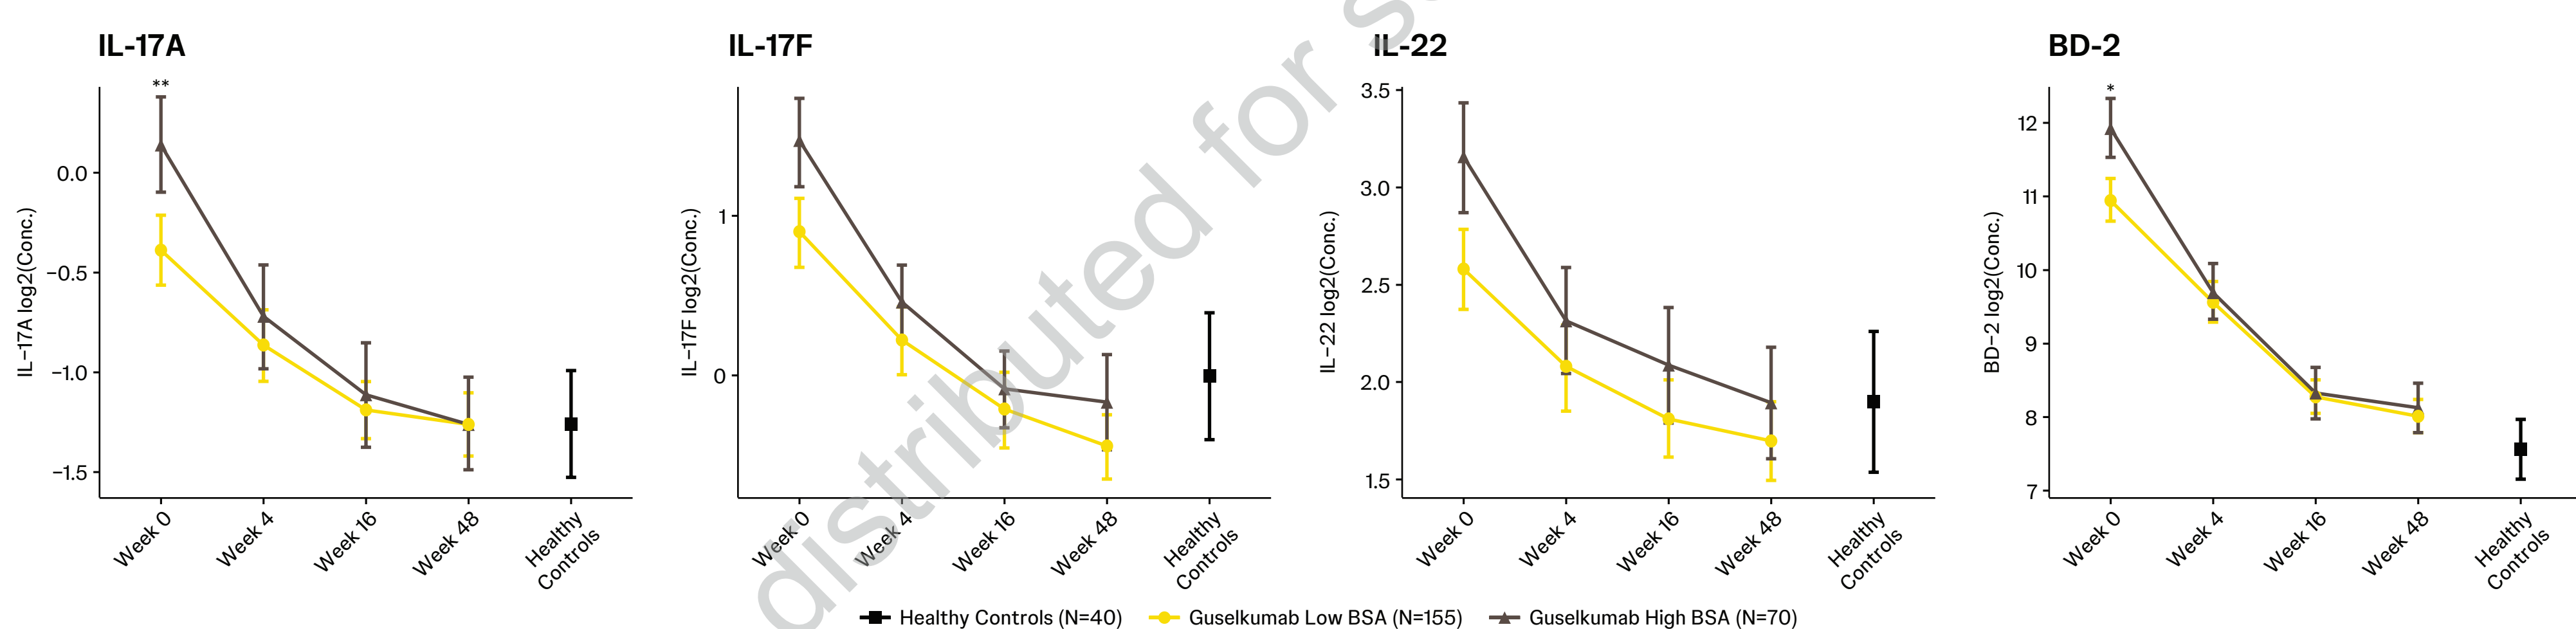 IL-17A
IL-17F
IL-22
BD-2
**
IL−17A log2(Conc.)
0.0
−0.5
−1.0
−1.5
Week 0
Week 4
Week 16
Week 48
Healthy
Controls
IL−17F log2(Conc.)
1
0
Week 0
Week 4
Week 16
Week 48
Healthy
Controls
IL−22 log2(Conc.)
3.5
3.0
2.5
2.0
1.5
Week 0
Week 4
Week 16
Week 48
Healthy
Controls
*
BD−2 log2(Conc.)
12
11
10
9
8
7
Week 0
Week 4
Week 16
Week 48
Healthy
Controls
Healthy Controls (N=40)
Guselkumab Low BSA (N=155)
Guselkumab High BSA (N=70)
distributed for